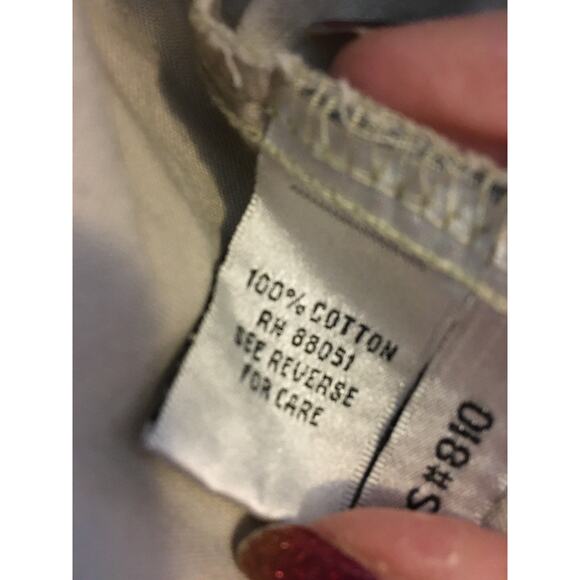 100% COTTON
RN 88051
SEE REVERSE
FOR CARE
S#810